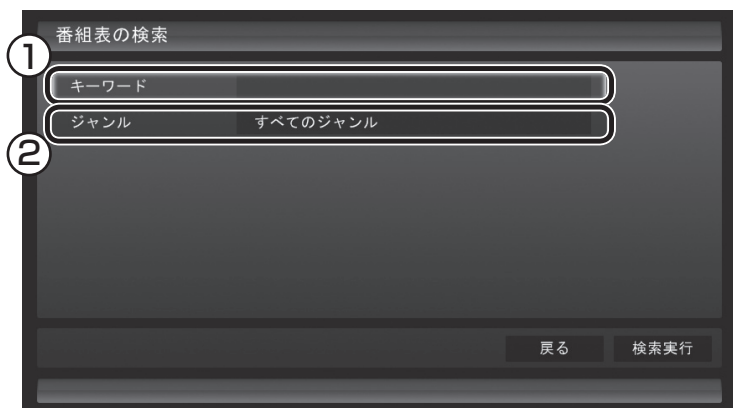 番組表の検索
①
キーワード
ジャンル すべてのジャンル
②
戻る 検索実行